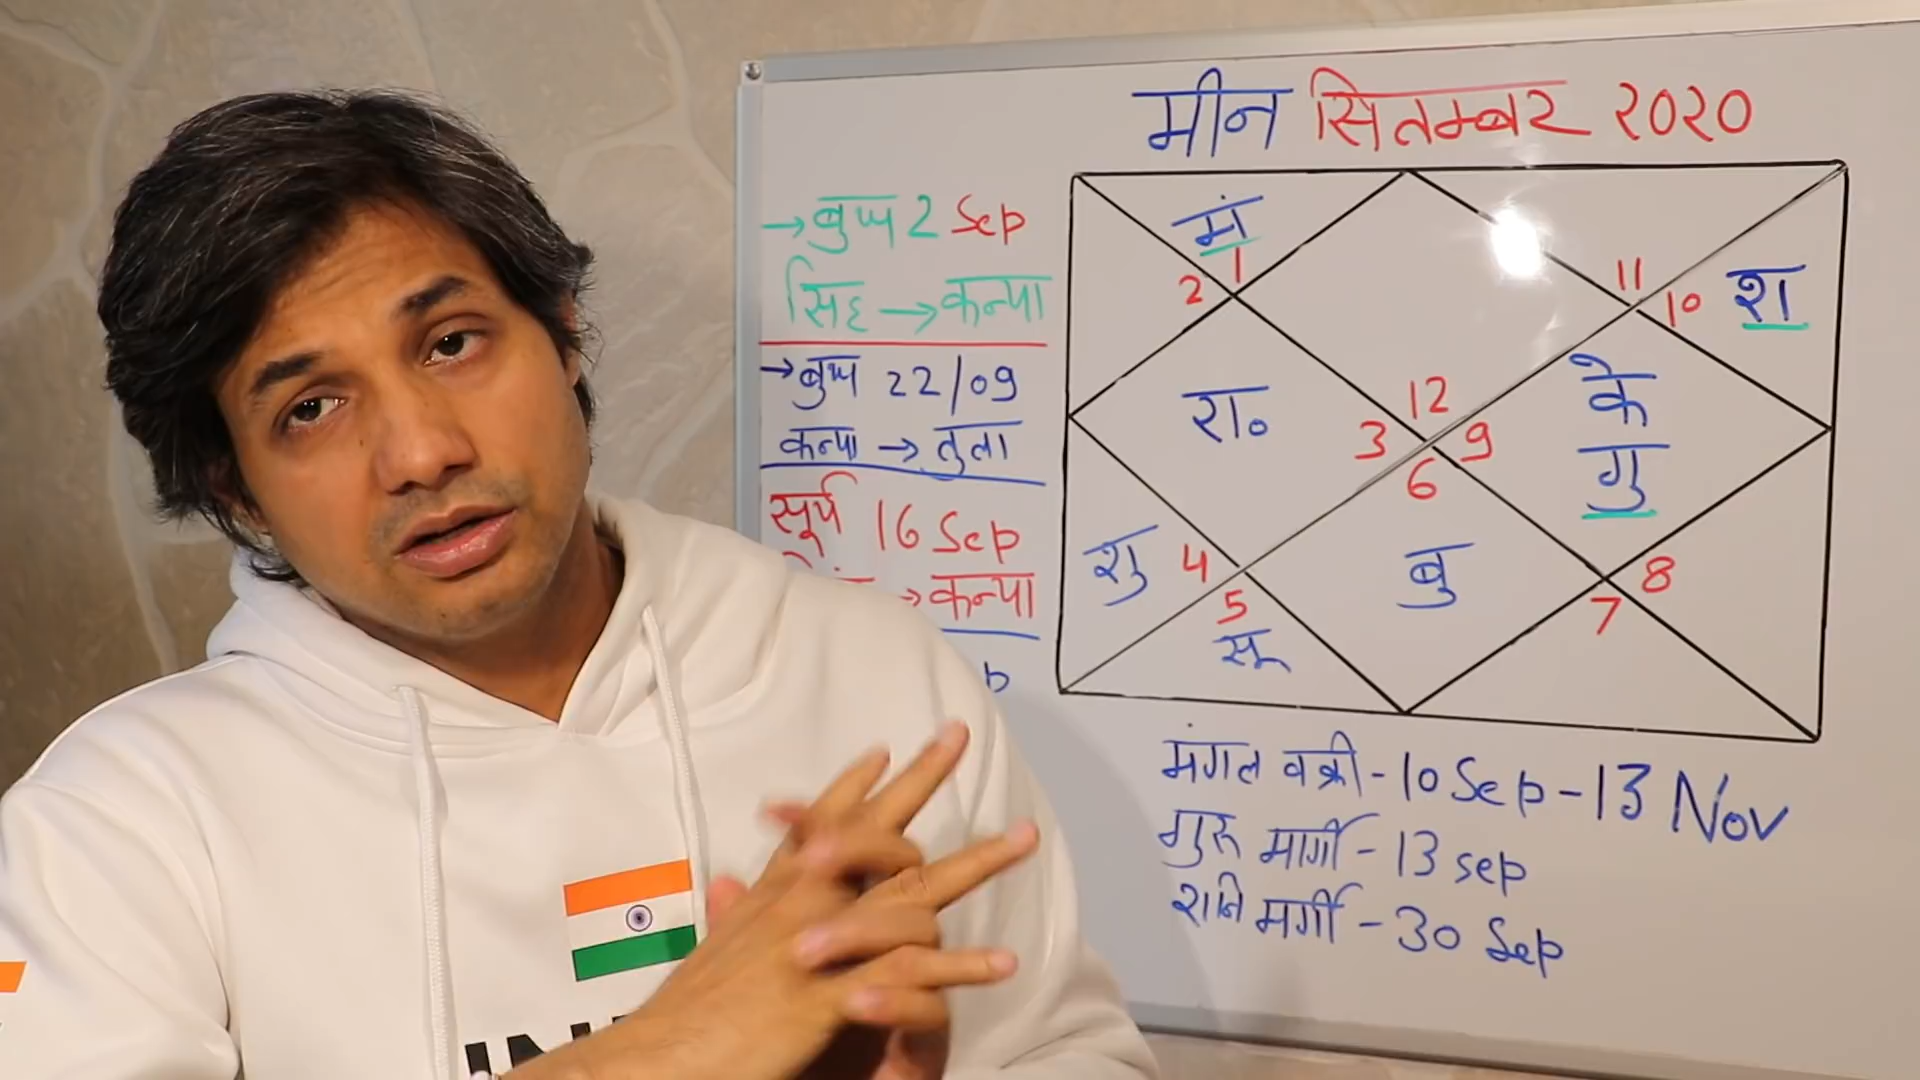 मीन सितम्बर २०२०
→ बुध 2 Sep
सिंह → कन्या
→ बुध 22/09
कन्या → तुला
सूर्य 16 Sep
→ कन्या
मं
1
2
11
10
श
रा०
12
3
9
6
के
गु
शु
4
5
सू
बु
8
7
मंगल वक्री - 10 Sep - 13 Nov
गुरु मार्गी - 13 sep
शनि मर्गी - 30 Sep